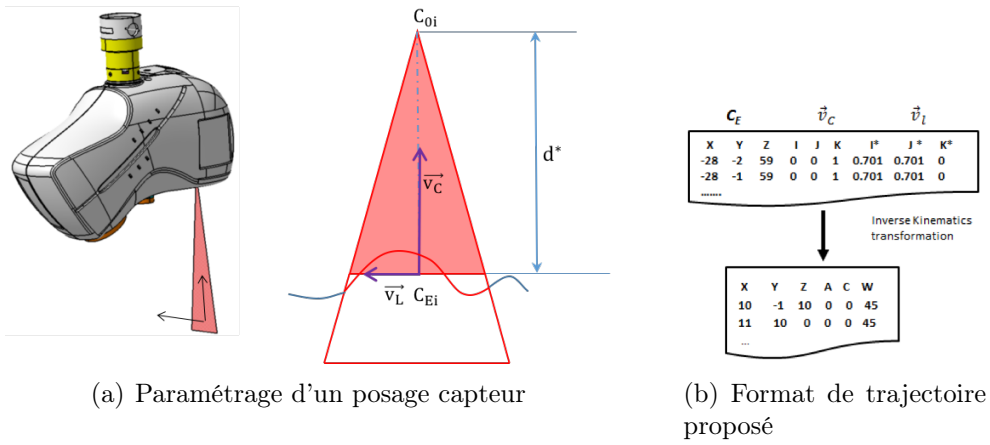 C0i
d*
vC
vL CEi
CE vC vl
X Y Z I J K I* J* K*
-28 -2 59 0 0 1 0.701 0.701 0
-28 -1 59 0 0 1 0.701 0.701 0
.......
Inverse Kinematics
transformation
X Y Z A C W
10 -1 10 0 0 45
11 10 0 0 0 45
...
(a) Paramétrage d'un posage capteur
(b) Format de trajectoire
proposé